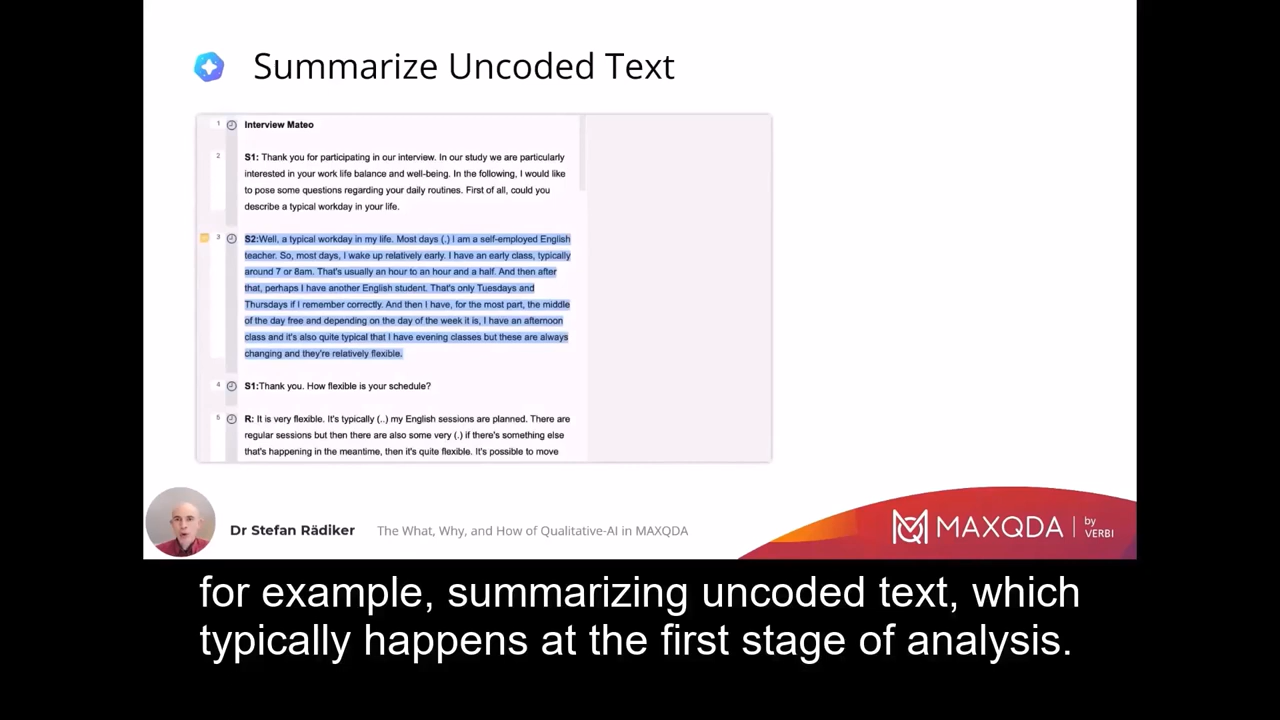 Summarize Uncoded Text
1 Interview Mateo
2 S1: Thank you for participating in our interview. In our study we are particularly
interested in your work life balance and well-being. In the following, I would like
to pose some questions regarding your daily routines. First of all, could you
describe a typical workday in your life.
3 S2:Well, a typical workday in my life. Most days (.) I am a self-employed English
teacher. So, most days, I wake up relatively early. I have an early class, typically
around 7 or 8am. That's usually an hour to an hour and a half. And then after
that, perhaps I have another English student. That's only Tuesdays and
Thursdays if I remember correctly. And then I have, for the most part, the middle
of the day free and depending on the day of the week it is, I have an afternoon
class and it's also quite typical that I have evening classes but these are always
changing and they're relatively flexible.
4 S1:Thank you. How flexible is your schedule?
5 R: It is very flexible. It's typically (..) my English sessions are planned. There are
regular sessions but then there are also some very (.) if there's something else
that's happening in the meantime, then it's quite flexible. It's possible to move
Dr Stefan Rädiker The What, Why, and How of Qualitative-AI in MAXQDA
MAXQDA by
VERBI
for example, summarizing uncoded text, which
typically happens at the first stage of analysis.